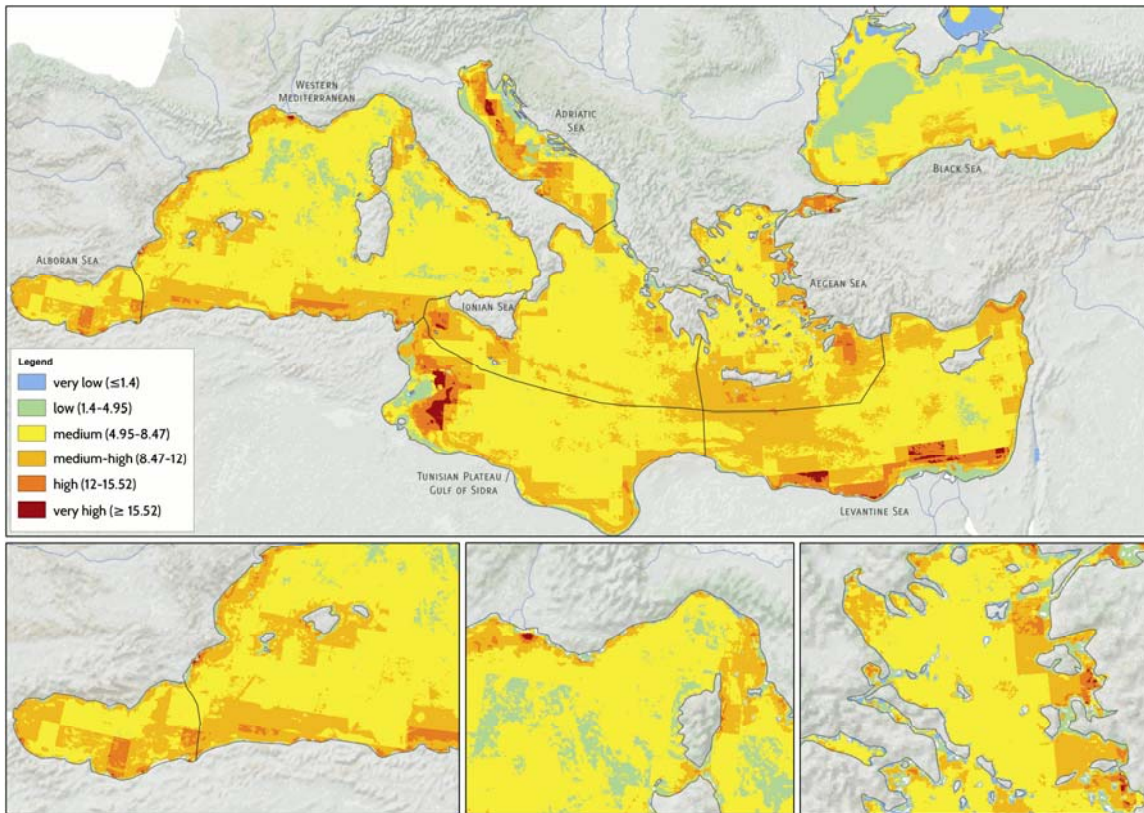 WESTERN
MEDITERRANEAN
ADRIATIC
SEA
BLACK SEA
ALBORAN SEA
IONIAN SEA
AEGEAN SEA
Legend
very low (≤1.4)
low (1.4-4.95)
medium (4.95-8.47)
medium-high (8.47-12)
high (12-15.52)
very high (≥ 15.52)
TUNISIAN PLATEAU /
GULF OF SIDRA
LEVANTINE SEA